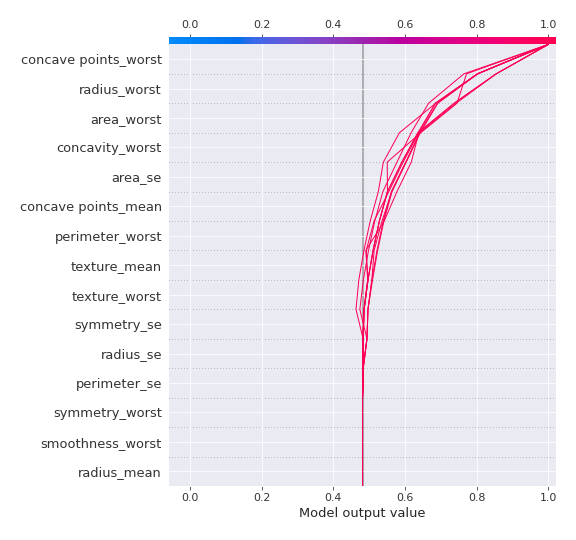 0.0 0.2 0.4 0.6 0.8 1.0
concave points_worst
radius_worst
area_worst
concavity_worst
area_se
concave points_mean
perimeter_worst
texture_mean
texture_worst
symmetry_se
radius_se
perimeter_se
symmetry_worst
smoothness_worst
radius_mean
0.0 0.2 0.4 0.6 0.8 1.0
Model output value